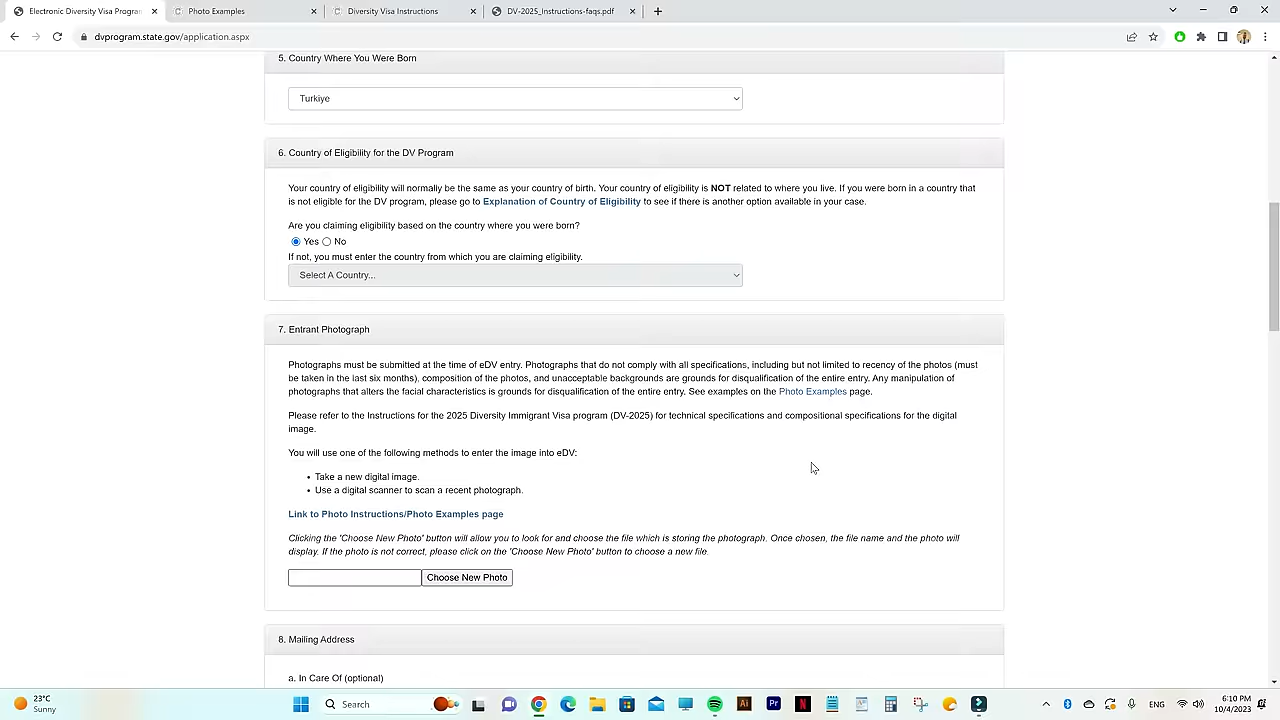 Electronic Diversity Visa Program
Photo Examples
Diversity Visa Instructions
DV-2025_Instructions-faqs.pdf
dvprogram.state.gov/application.aspx
5. Country Where You Were Born
Turkiye
6. Country of Eligibility for the DV Program
Your country of eligibility will normally be the same as your country of birth. Your country of eligibility is NOT related to where you live. If you were born in a country that
is not eligible for the DV program, please go to Explanation of Country of Eligibility to see if there is another option available in your case.
Are you claiming eligibility based on the country where you were born?
Yes No
If not, you must enter the country from which you are claiming eligibility.
Select A Country...
7. Entrant Photograph
Photographs must be submitted at the time of eDV entry. Photographs that do not comply with all specifications, including but not limited to recency of the photos (must
be taken in the last six months), composition of the photos, and unacceptable backgrounds are grounds for disqualification of the entire entry. Any manipulation of
photographs that alters the facial characteristics is grounds for disqualification of the entire entry. See examples on the Photo Examples page.
Please refer to the Instructions for the 2025 Diversity Immigrant Visa program (DV-2025) for technical specifications and compositional specifications for the digital
image.
You will use one of the following methods to enter the image into eDV:
• Take a new digital image.
• Use a digital scanner to scan a recent photograph.
Link to Photo Instructions/Photo Examples page
Clicking the 'Choose New Photo' button will allow you to look for and choose the file which is storing the photograph. Once chosen, the file name and the photo will
display. If the photo is not correct, please click on the 'Choose New Photo' button to choose a new file.
Choose New Photo
8. Mailing Address
a. In Care Of (optional)
23°C
Sunny
Search
Ai
Pr
N
ENG
6:10 PM
10/4/2023